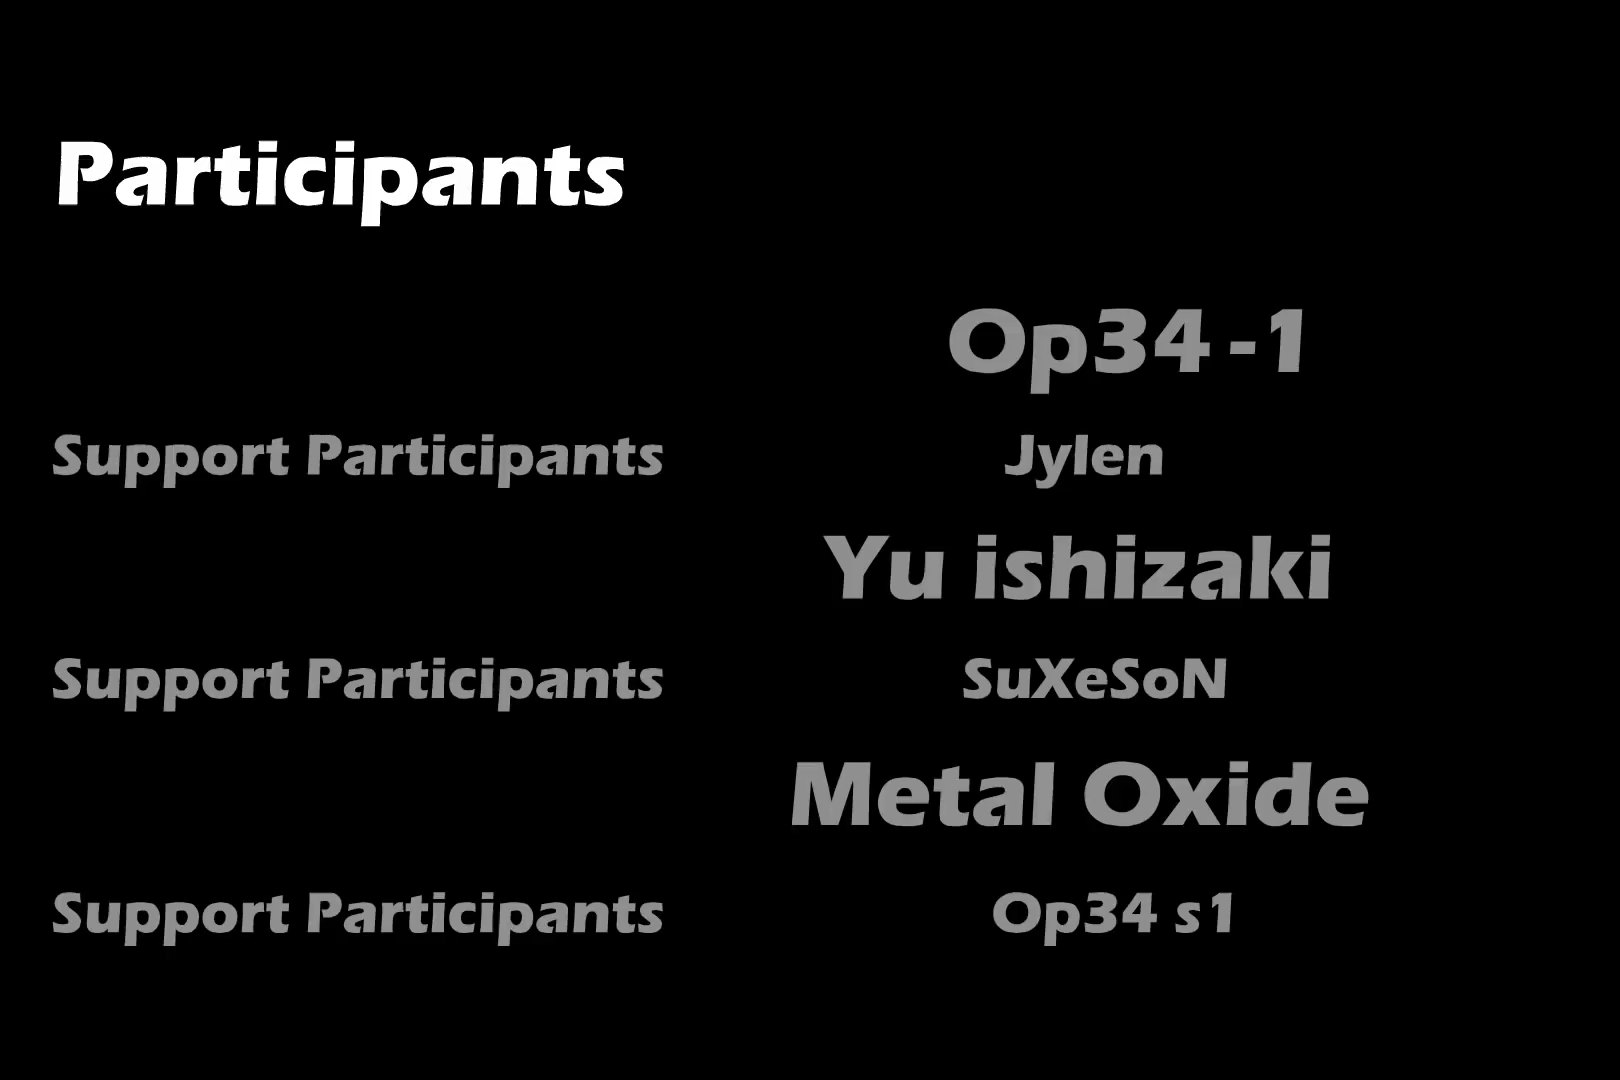 Participants
Op34 -1
Support Participants Jylen
Yu ishizaki
Support Participants SuXeSoN
Metal Oxide
Support Participants Op34 s1